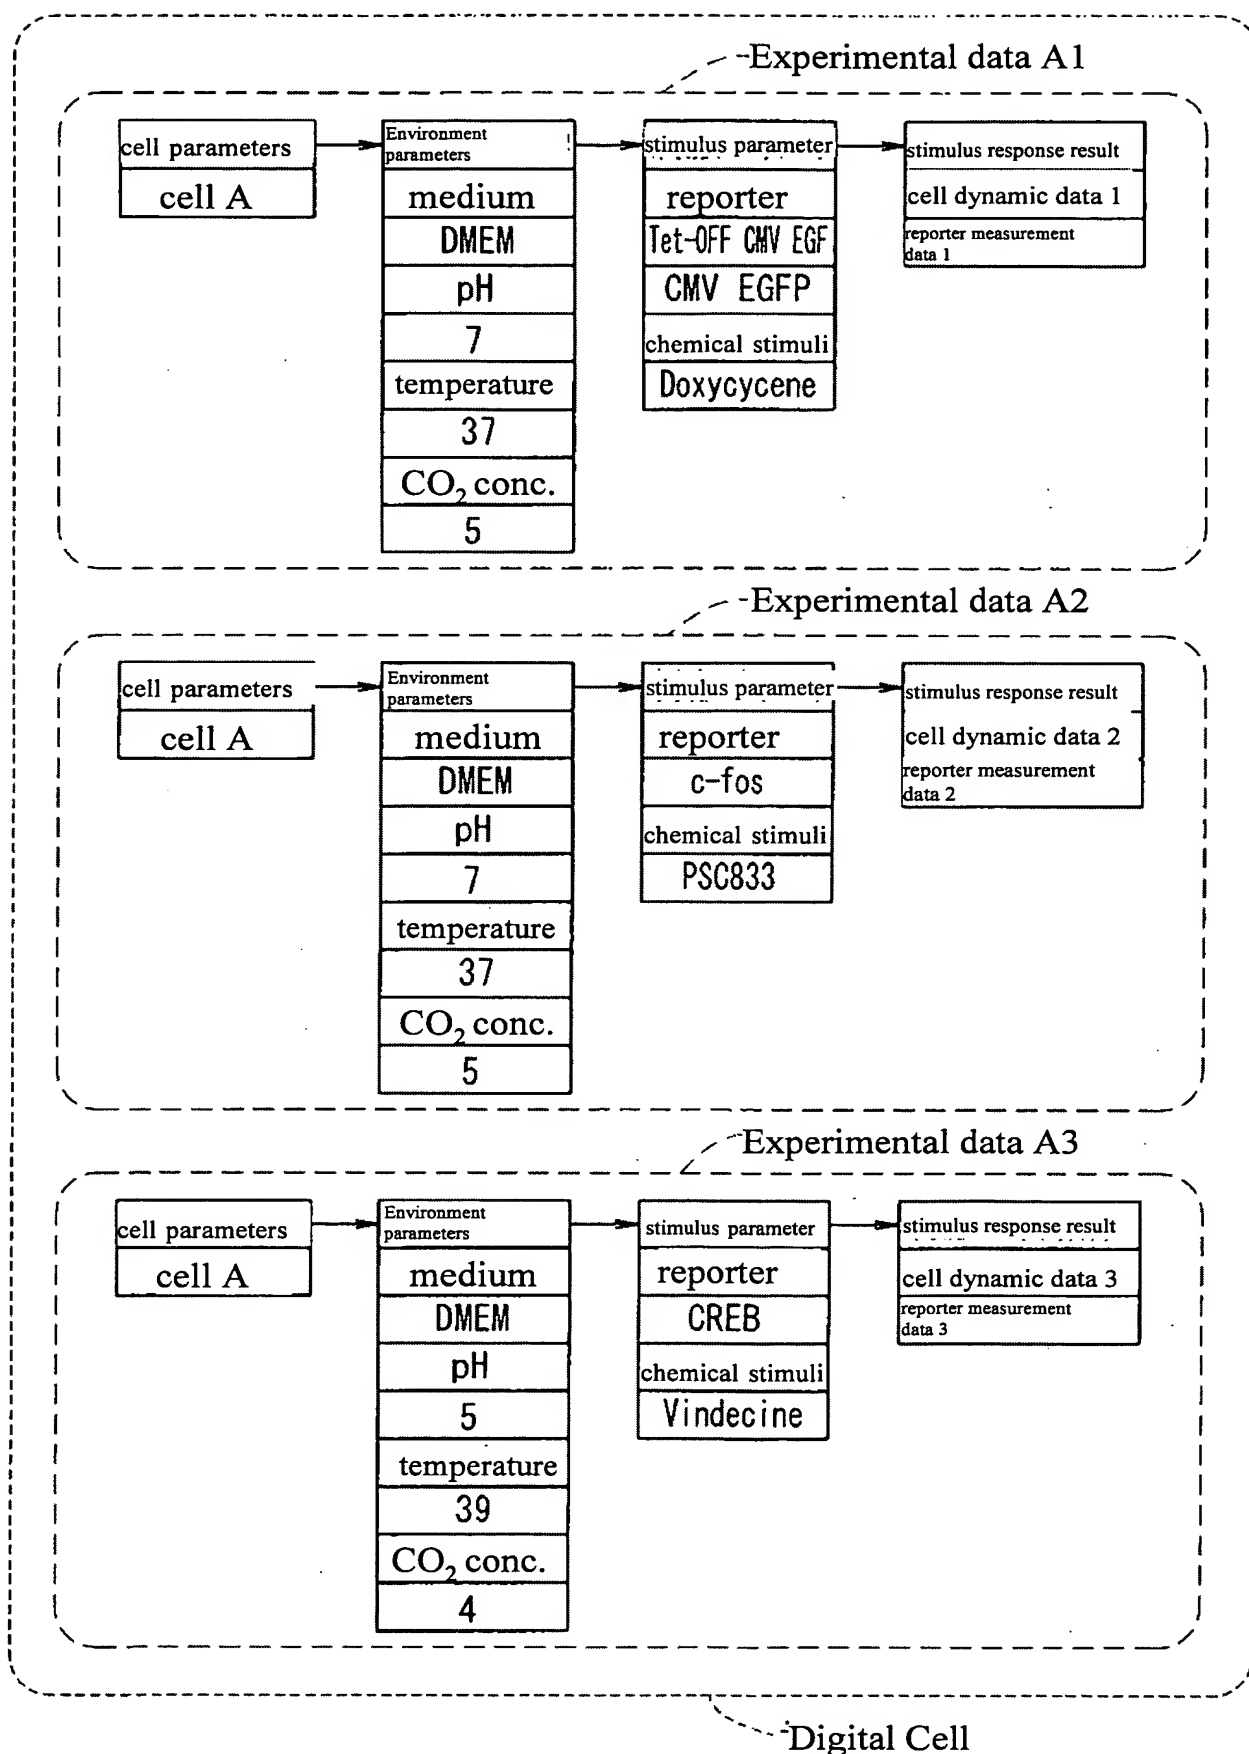 Experimental data A1
cell parameters
cell A
Environment
parameters
medium
DMEM
pH
7
temperature
37
CO₂ conc.
5
stimulus parameter
reporter
Tet-OFF CMV EGF
CMV EGFP
chemical stimuli
Doxycycene
stimulus response result
cell dynamic data 1
reporter measurement
data 1
Experimental data A2
cell parameters
cell A
Environment
parameters
medium
DMEM
pH
7
temperature
37
CO₂ conc.
5
stimulus parameter
reporter
c-fos
chemical stimuli
PSC833
stimulus response result
cell dynamic data 2
reporter measurement
data 2
Experimental data A3
cell parameters
cell A
Environment
parameters
medium
DMEM
pH
5
temperature
39
CO₂ conc.
4
stimulus parameter
reporter
CREB
chemical stimuli
Vindecine
stimulus response result
cell dynamic data 3
reporter measurement
data 3
Digital Cell